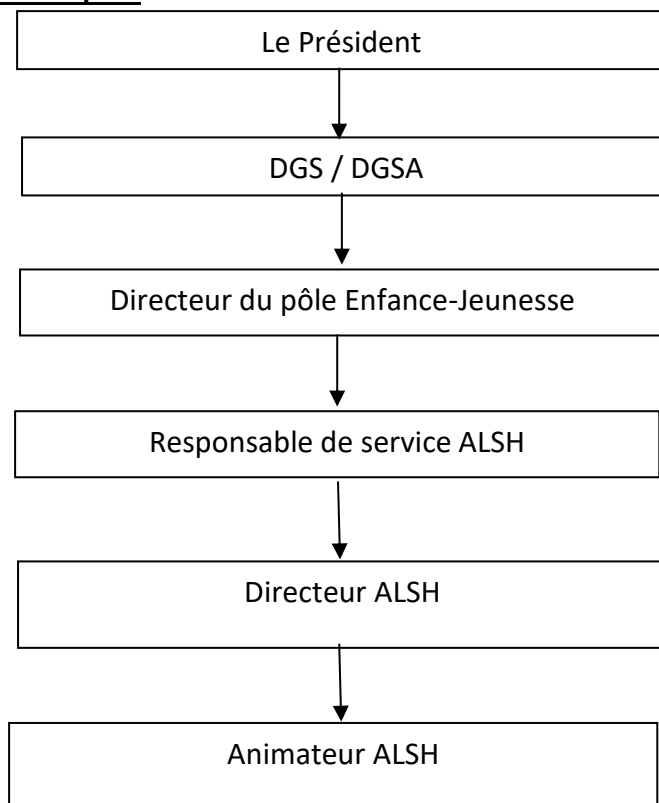 Le Président
DGS / DGSA
Directeur du pôle Enfance-Jeunesse
Responsable de service ALSH
Directeur ALSH
Animateur ALSH